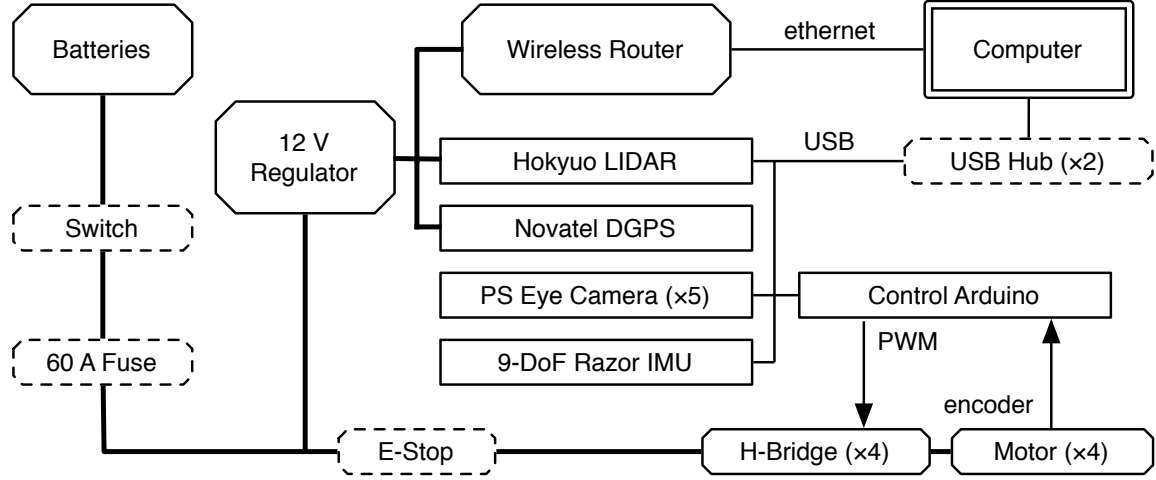 Batteries
Wireless Router
ethernet
Computer
12 V
Regulator
Hokyuo LIDAR
USB
USB Hub (×2)
Switch
Novatel DGPS
PS Eye Camera (×5)
Control Arduino
60 A Fuse
9-DoF Razor IMU
PWM
encoder
E-Stop
H-Bridge (×4)
Motor (×4)